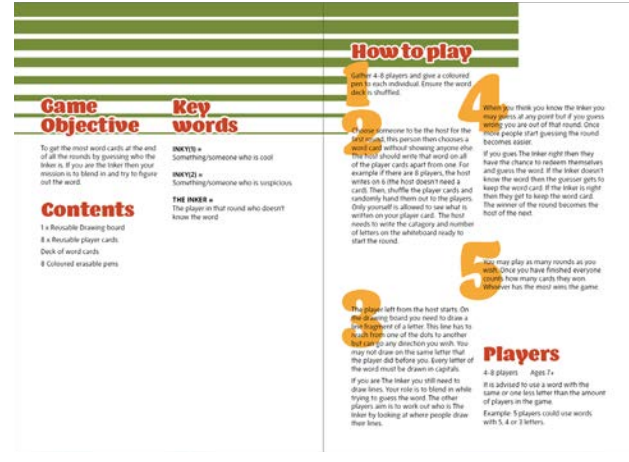 Game
Objective
To get the most word cards at the end
of all the rounds by guessing who the
Inker is. If you are the Inker then your
mission is to blend in and try to figure
out the word.
Contents
1 x Reusable Drawing board
8 x Reusable player cards
Deck of word cards
8 Coloured erasable pens
Key
words
INKY(1) =
Something/someone who is cool
INKY(2) =
Something/someone who is suspicious
THE INKER =
The player in that round who doesn't
know the word
How to play
1
Gather 4-8 players and give a coloured
pen to each individual. Ensure the word
deck is shuffled.
2
Choose someone to be the host for the
first round, this person then chooses a
word card without showing anyone else
The host should write that word on all
of the player cards apart from one. For
example if there are 8 players, the host
writes on 6 (the host doesn't need a
card). Then, shuffle the player cards and
randomly hand them out to the players.
Only yourself is allowed to see what is
written on your player card. The host
needs to write the catagory and number
of letters on the whiteboard ready to
start the round.
3
The player left from the host starts. On
the drawing board you need to draw a
line fragment of a letter. This line has to
reach from one of the dots to another
but can go any direction you wish. You
may not draw on the same letter that
the player did before you. Every letter of
the word must be drawn in capitals.
If you are The Inker you still need to
draw lines. Your role is to blend in while
trying to guess the word. The other
players aim is to work out who is The
Inker by looking at where people draw
their lines.
4
When you think you know the Inker you
may guess at any point but if you guess
wrong you are out of that round. Once
more people start guessing the round
becomes easier.
If you gues The Inker right then they
have the chance to redeem themselves
and guess the word. If the Inker doesn't
know the word then the guesser gets to
keep the word card. If the Inker is right
then they get to keep the word card.
The winner of the round becomes the
host of the next
5
You may play as many rounds as you
wish. Once you have finished everyone
counts how many cards they won.
Whoever has the most wins the game.
Players
4-8 players Ages 7+
It is advised to use a word with the
same or one less letter than the amount
of players in the game.
Example: 5 players could use words
with 5, 4 or 3 letters.